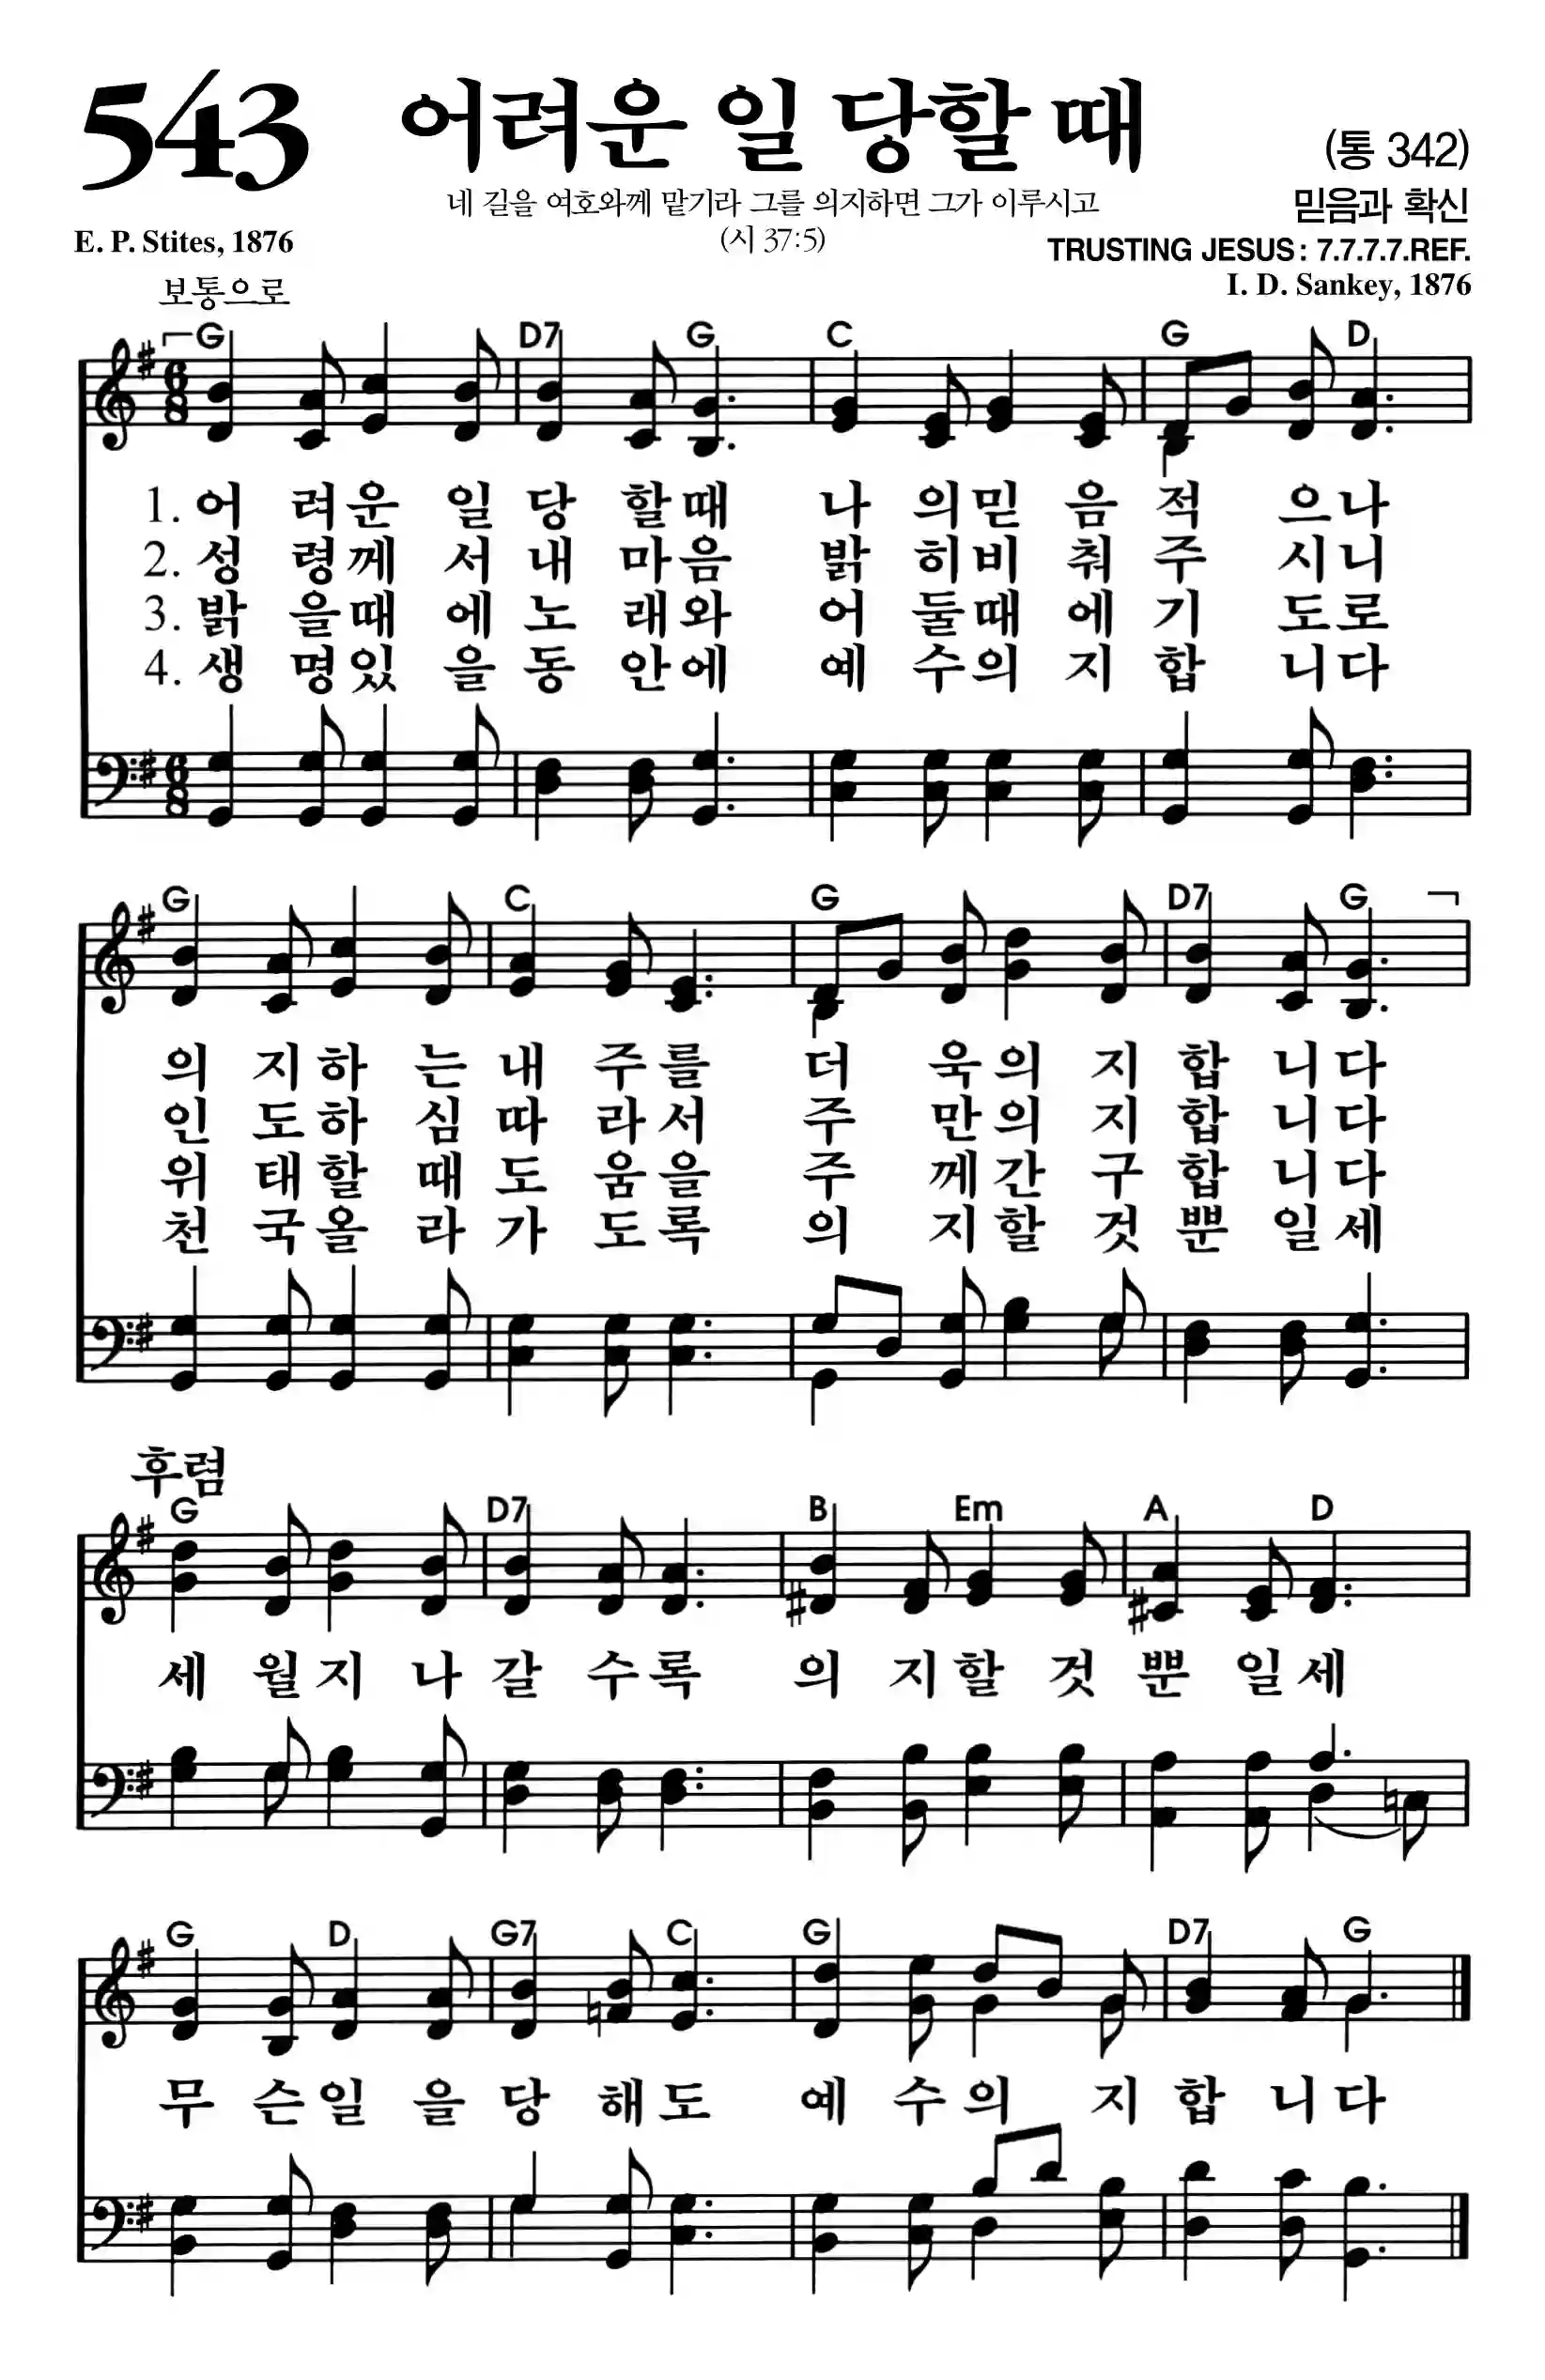 543 어려운 일 당할 때 (통 342)
네 길을 여호와께 맡기라 그를 의지하면 그가 이루시고
(시 37:5)
믿음과 확신
E. P. Stites, 1876
TRUSTING JESUS : 7.7.7.7.REF.
I. D. Sankey, 1876
보통으로
G D7 G C G D
1. 어 려운 일 당 할때 나 의믿 음 적 으나
2. 성 령께 서 내 마음 밝 히비 춰 주 시니
3. 밝 을때 에 노 래와 어 둘때 에 기 도로
4. 생 명있 을 동 안에 예 수의 지 합 니다
G C G D7 G
의 지하 는 내 주를 더 욱의 지 합 니다
인 도하 심 따 라서 주 만의 지 합 니다
위 태할 때 도 움을 주 께간 구 합 니다
천 국올 라 가 도록 의 지할 것 뿐 일세
후렴
G D7 B Em A D
세 월지 나 갈 수록 의 지할 것 뿐 일세
G D G7 C G D7 G
무 슨일 을 당 해도 예 수의 지 합 니다